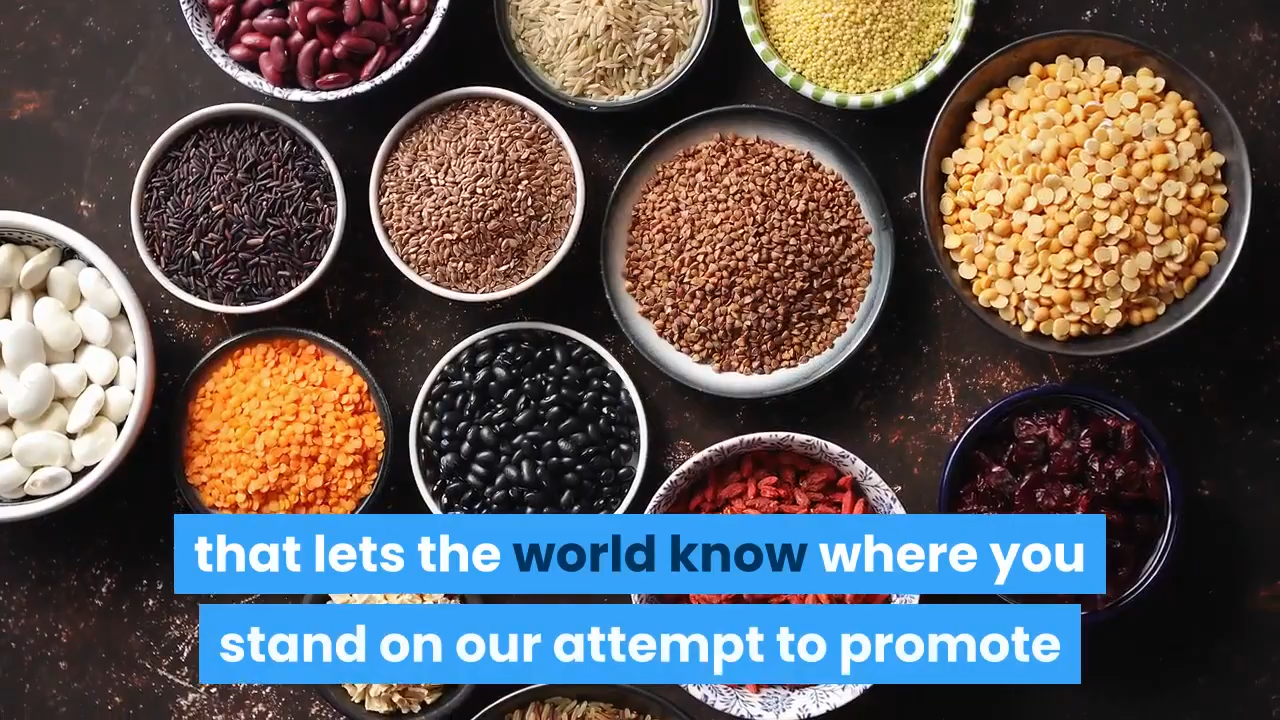 that lets the world know where you
stand on our attempt to promote